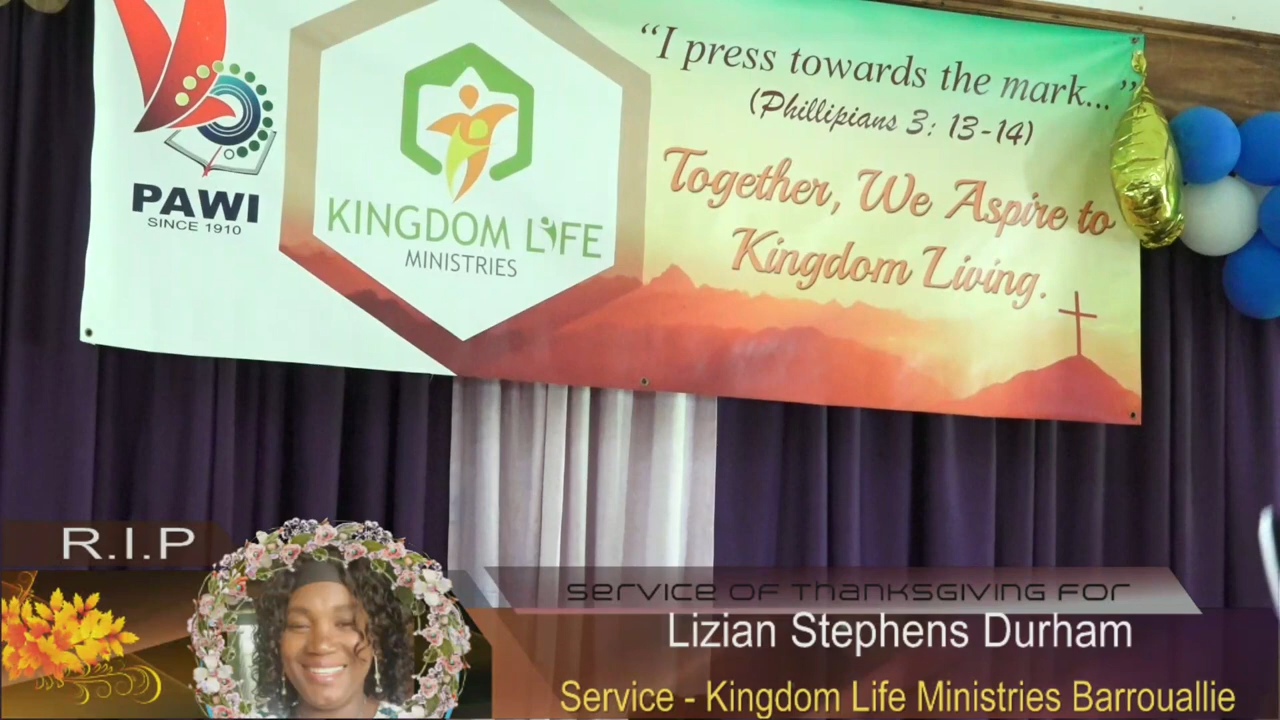 PAWI
SINCE 1910
KINGDOM LIFE
MINISTRIES
“I press towards the mark...”
(Phillipians 3: 13-14)
Together, We Aspire to
Kingdom Living.
R.I.P
SERVICE OF THANKSGIVING FOR
Lizian Stephens Durham
Service - Kingdom Life Ministries Barrouallie